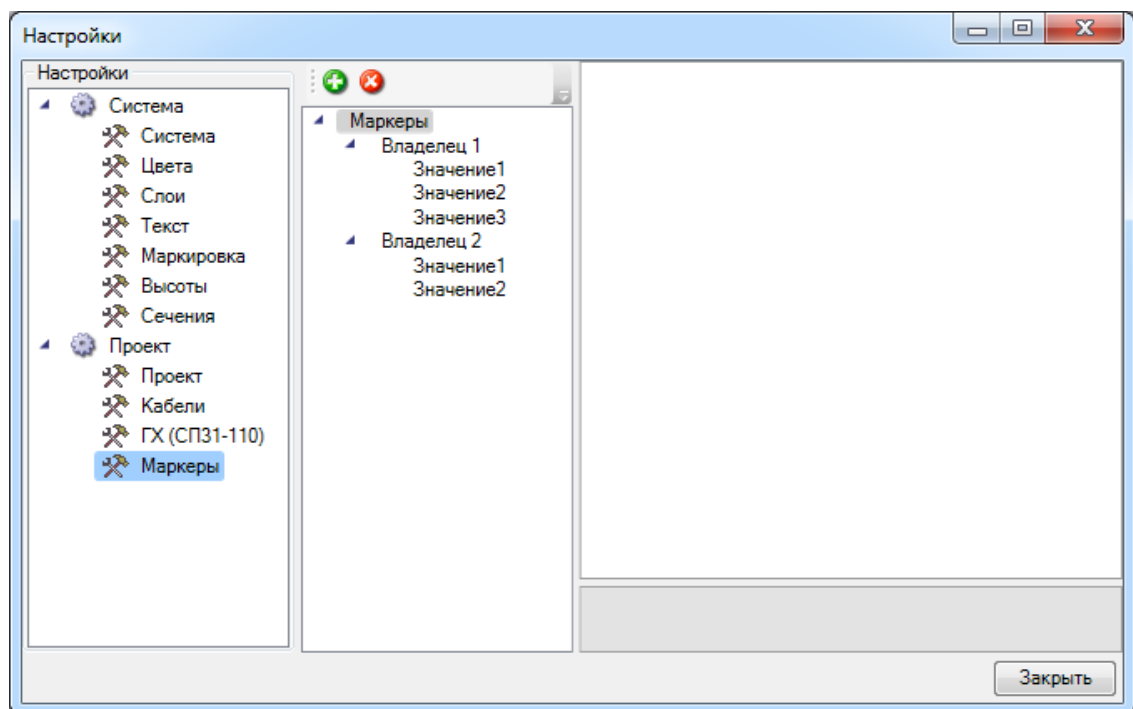 Настройки
Настройки
Система
Система
Цвета
Слои
Текст
Маркировка
Высоты
Сечения
Проект
Проект
Кабели
ГХ (СП31-110)
Маркеры
Маркеры
Владелец 1
Значение1
Значение2
Значение3
Владелец 2
Значение1
Значение2
Закрыть